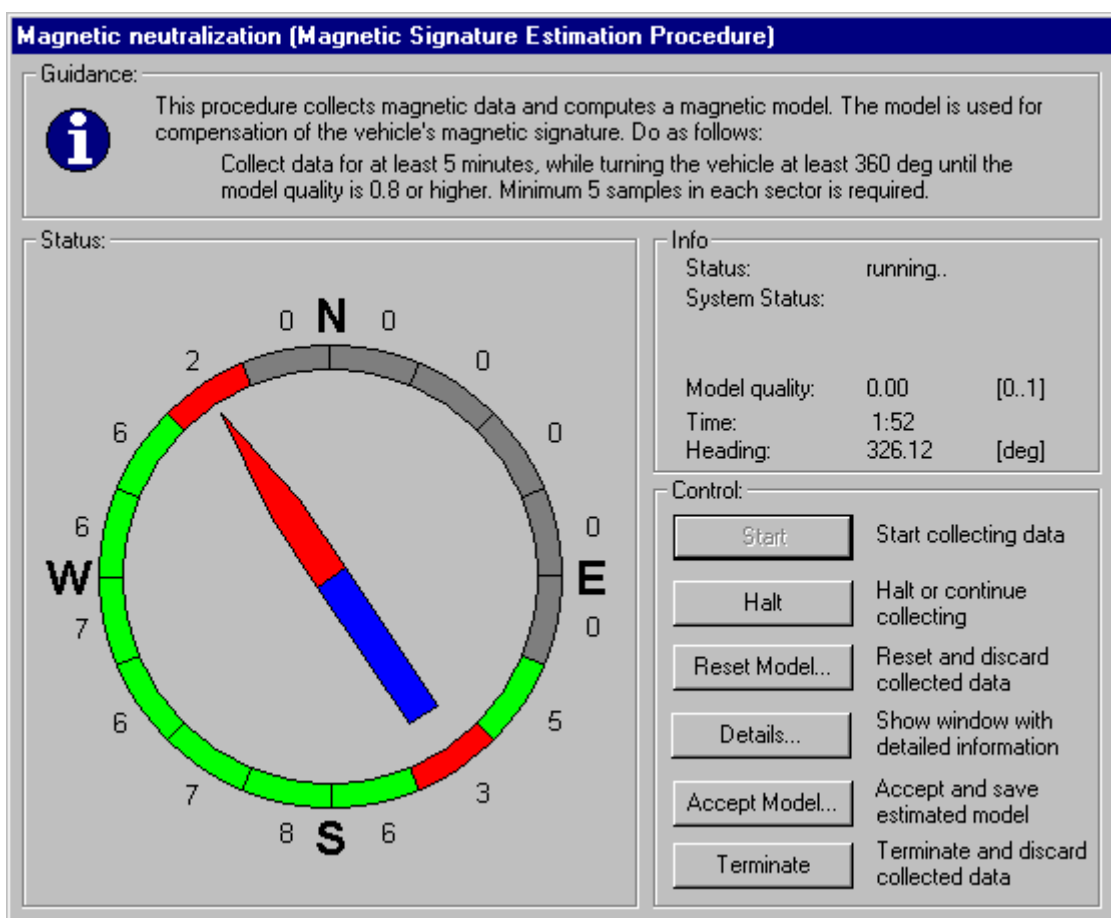 Magnetic neutralization (Magnetic Signature Estimation Procedure)
Guidance:
This procedure collects magnetic data and computes a magnetic model. The model is used for
compensation of the vehicle's magnetic signature. Do as follows:
Collect data for at least 5 minutes, while turning the vehicle at least 360 deg until the
model quality is 0.8 or higher. Minimum 5 samples in each sector is required.
Status:
0 N 0
2 0
6 0
6 0
W E
7 0
6 5
7 3
8 S 6
Info
Status: running..
System Status:
Model quality: 0.00 [0..1]
Time: 1:52
Heading: 326.12 [deg]
Control:
Start Start collecting data
Halt Halt or continue
collecting
Reset Model... Reset and discard
collected data
Details... Show window with
detailed information
Accept Model... Accept and save
estimated model
Terminate Terminate and discard
collected data